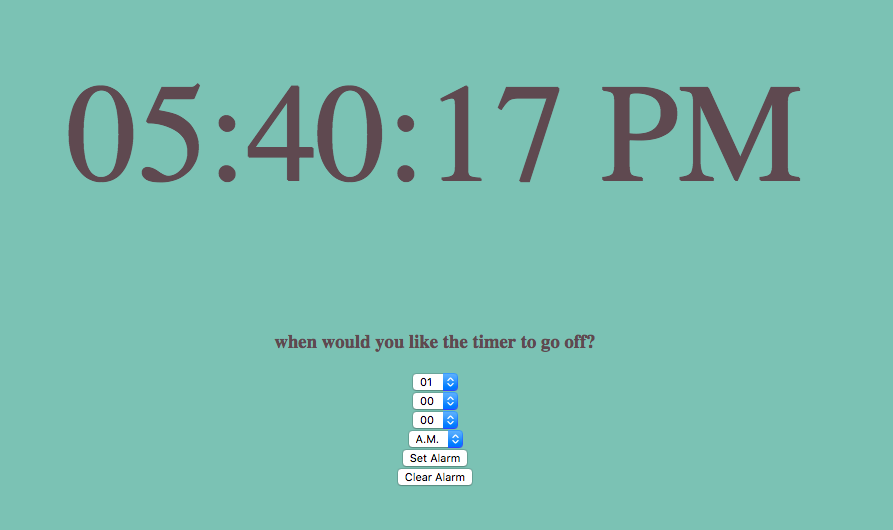 05:40:17 PM
when would you like the timer to go off?
01
00
00
A.M.
Set Alarm
Clear Alarm